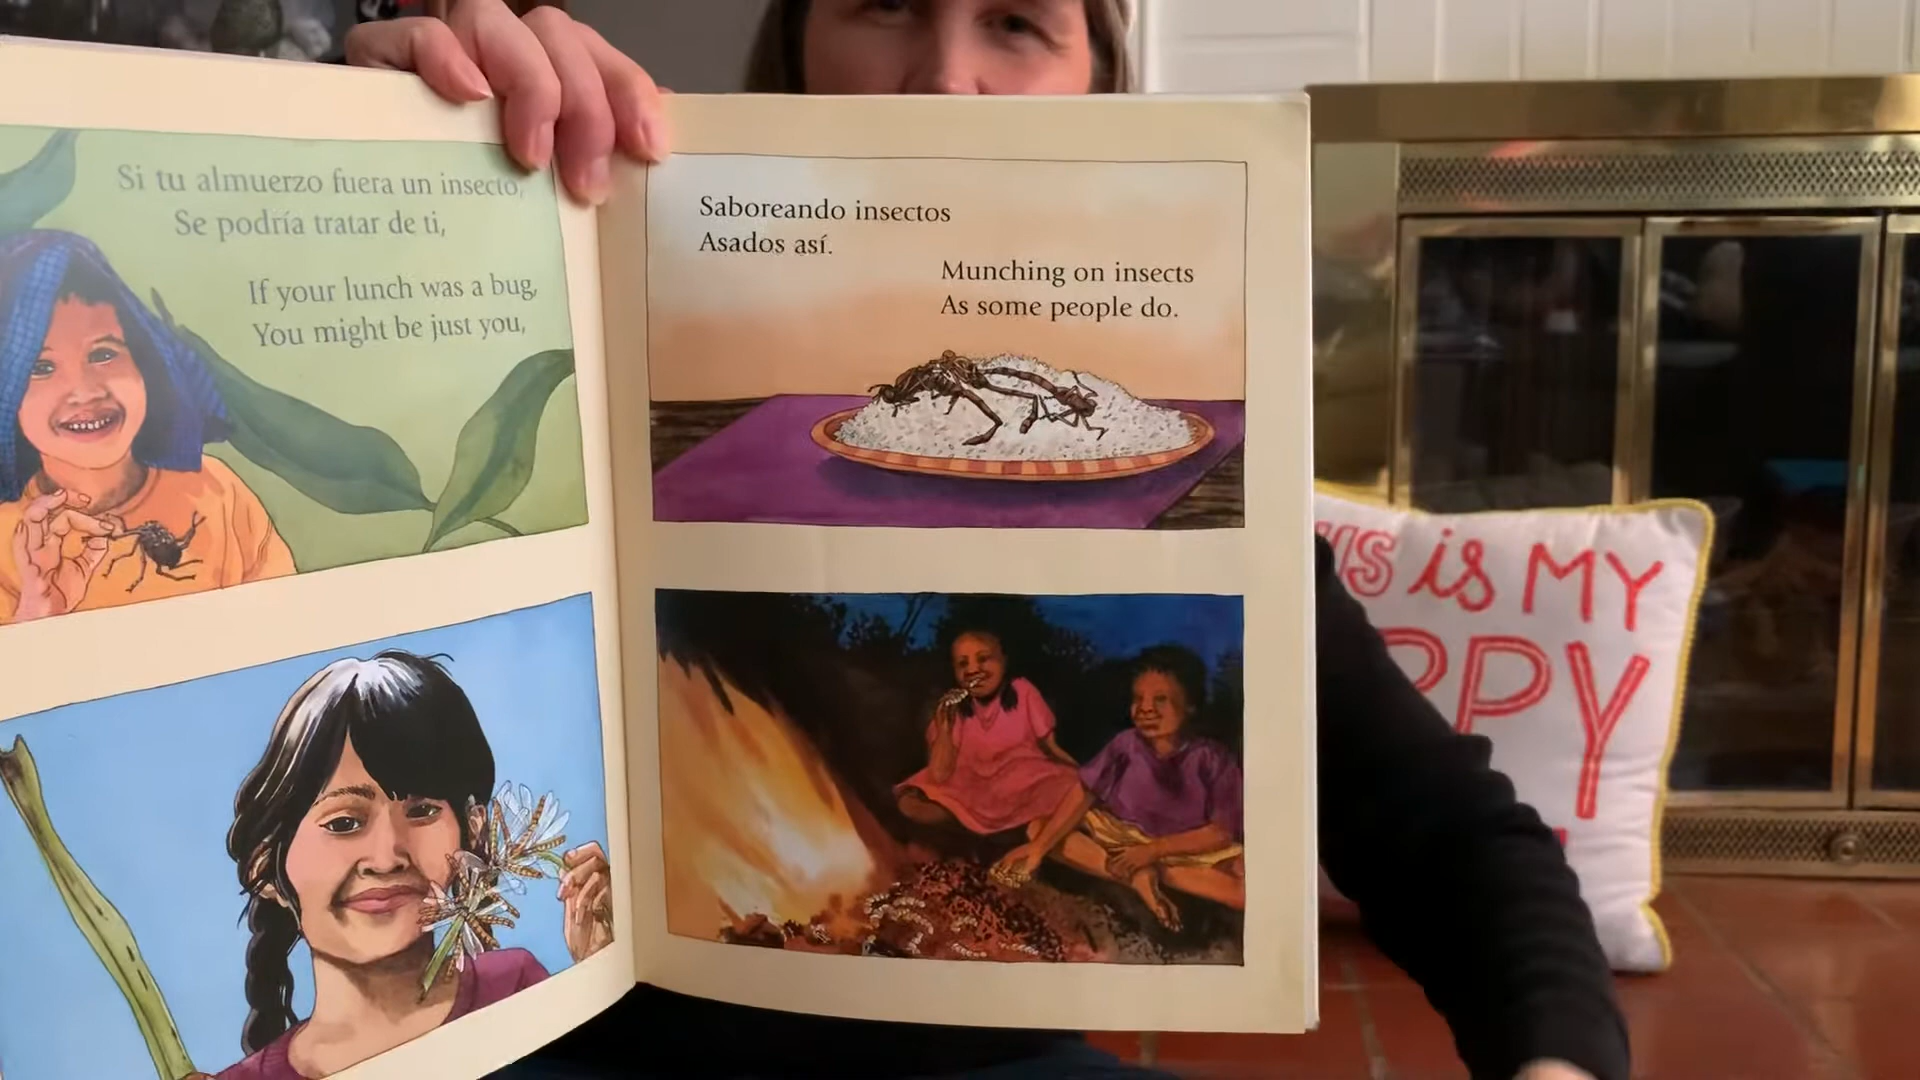 Si tu almuerzo fuera un insecto,
Se podría tratar de ti,
If your lunch was a bug,
You might be just you,
Saboreando insectos
Asados así.
Munching on insects
As some people do.
is MY